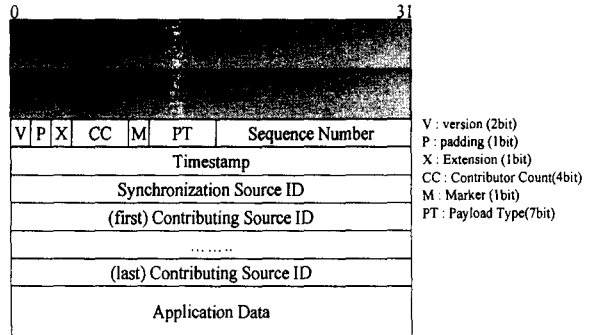 0 31
V P X CC M PT Sequence Number
Timestamp
Synchronization Source ID
(first) Contributing Source ID
........
(last) Contributing Source ID
Application Data
V : version (2bit)
P : padding (1bit)
X : Extension (1bit)
CC : Contributor Count(4bit)
M : Marker (1bit)
PT : Payload Type(7bit)